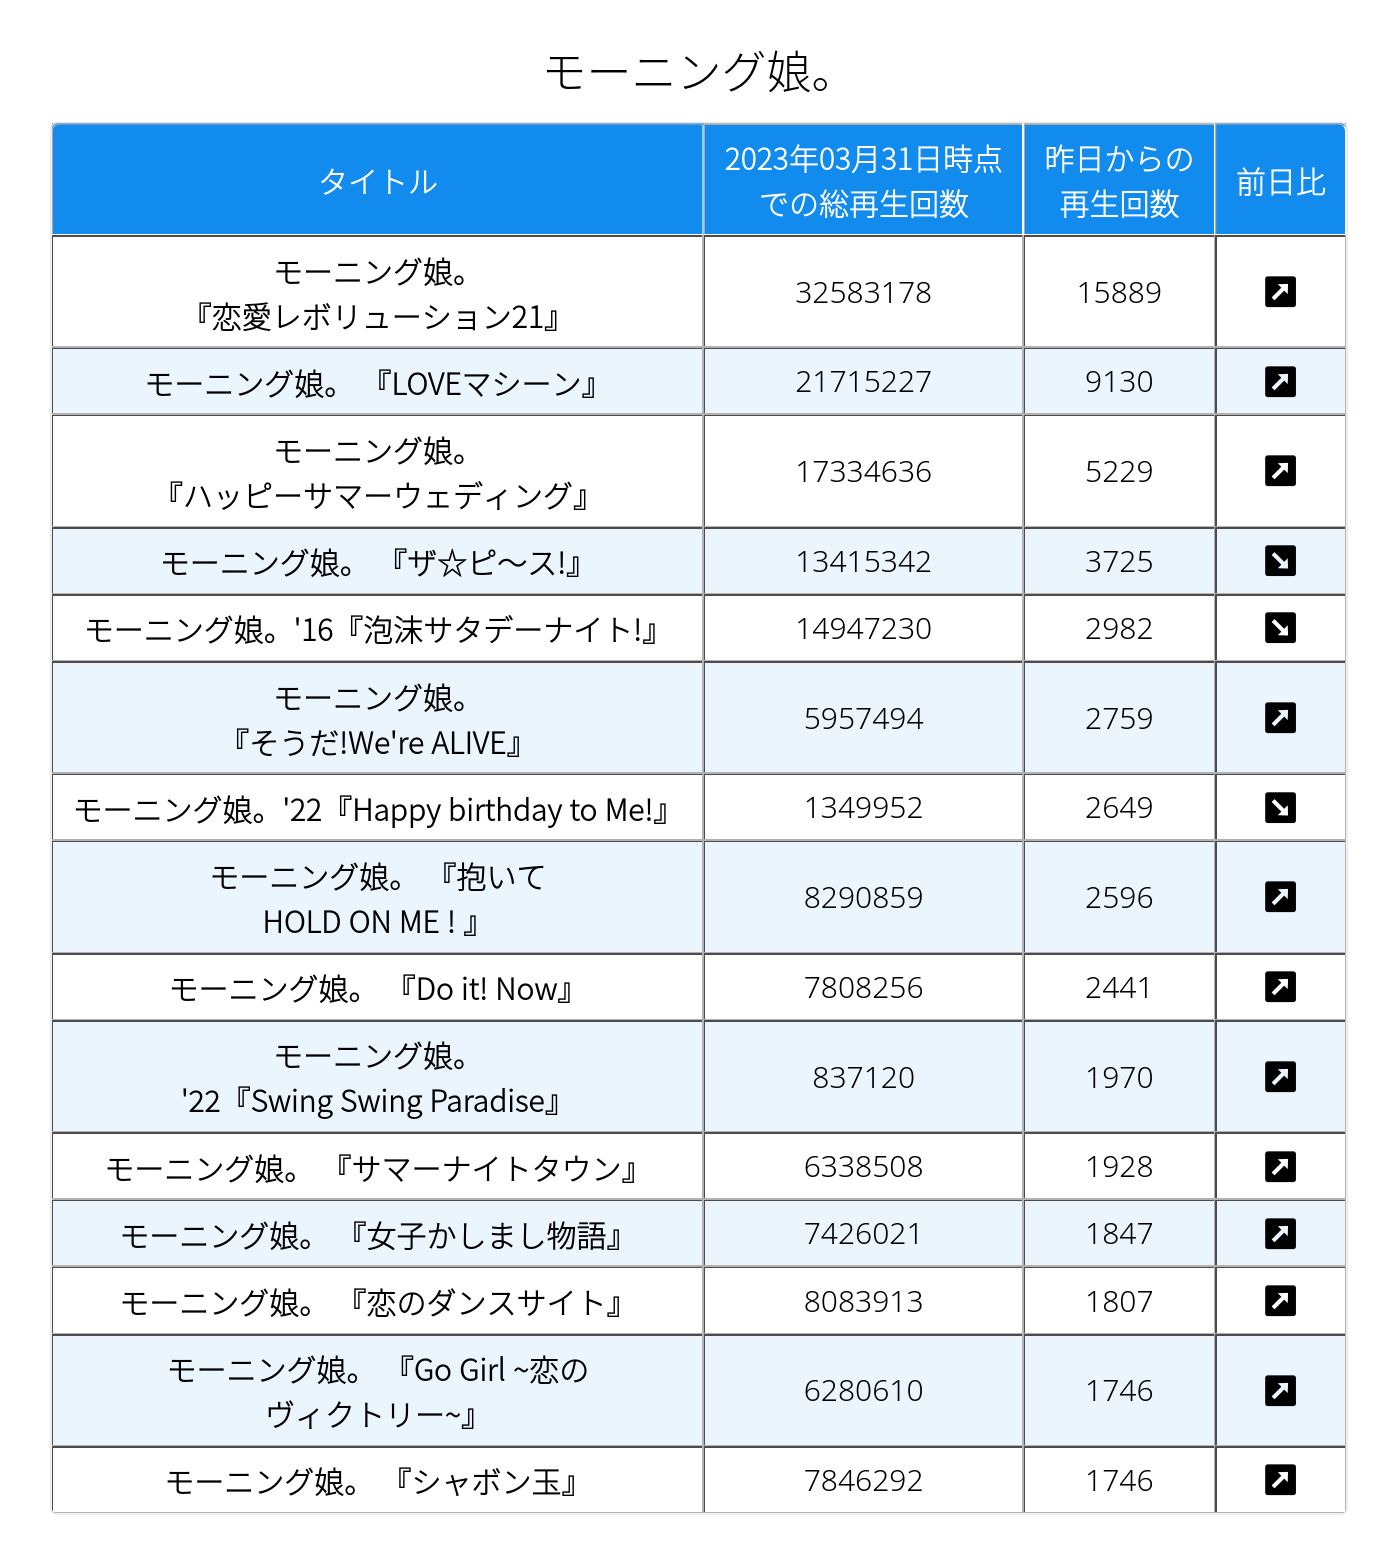 モーニング娘。
タイトル
2023年03月31日時点
での総再生回数
昨日からの
再生回数
前日比
モーニング娘。
『恋愛レボリューション21』
32583178
15889
モーニング娘。 『LOVEマシーン』
21715227
9130
モーニング娘。
『ハッピーサマーウェディング』
17334636
5229
モーニング娘。 『ザ☆ピ〜ス!』
13415342
3725
モーニング娘。'16『泡沫サタデーナイト!』
14947230
2982
モーニング娘。
『そうだ!We're ALIVE』
5957494
2759
モーニング娘。'22『Happy birthday to Me!』
1349952
2649
モーニング娘。 『抱いて
HOLD ON ME ! 』
8290859
2596
モーニング娘。 『Do it! Now』
7808256
2441
モーニング娘。
'22『Swing Swing Paradise』
837120
1970
モーニング娘。 『サマーナイトタウン』
6338508
1928
モーニング娘。 『女子かしまし物語』
7426021
1847
モーニング娘。 『恋のダンスサイト』
8083913
1807
モーニング娘。 『Go Girl ~恋の
ヴィクトリー~』
6280610
1746
モーニング娘。 『シャボン玉』
7846292
1746